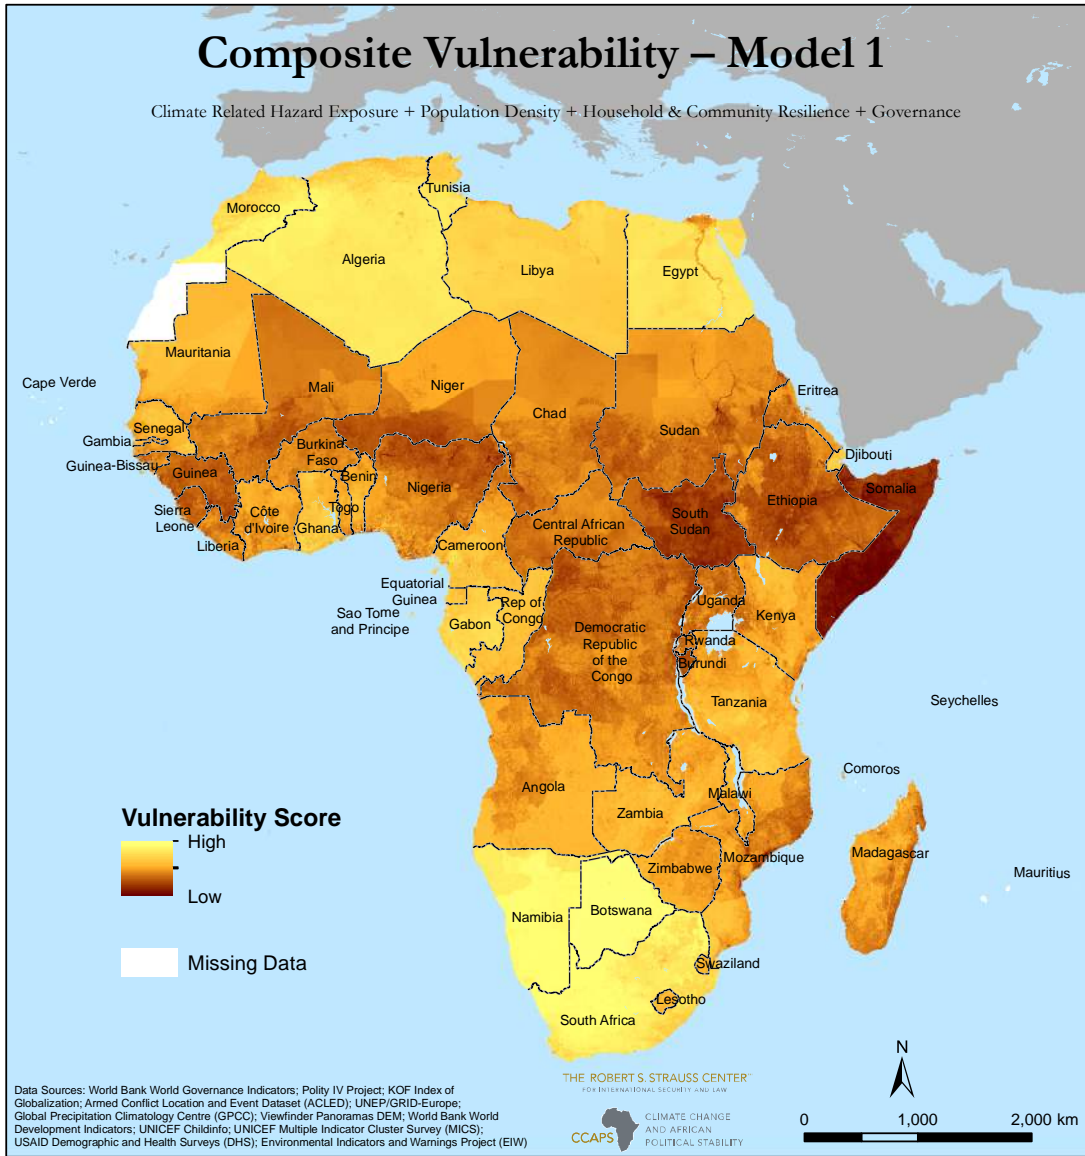 Composite Vulnerability – Model 1
Climate Related Hazard Exposure + Population Density + Household & Community Resilience + Governance
Tunisia
Morocco
Algeria
Libya
Egypt
Mauritania
Cape Verde
Mali
Niger
Chad
Sudan
Eritrea
Senegal
Gambia
Guinea-Bissau
Guinea
Burkina
Faso
Benin
Nigeria
Djibouti
Somalia
Ethiopia
Sierra
Leone
Côte
d'Ivoire
Ghana
Togo
Liberia
Central African
Republic
South
Sudan
Cameroon
Equatorial
Guinea
Sao Tome
and Principe
Gabon
Rep of
Congo
Democratic
Republic
of the
Congo
Uganda
Kenya
Rwanda
Burundi
Tanzania
Seychelles
Comoros
Angola
Zambia
Malawi
Mozambique
Zimbabwe
Madagascar
Mauritius
Namibia
Botswana
Swaziland
Lesotho
South Africa
Vulnerability Score
High
Low
Missing Data
Data Sources: World Bank World Governance Indicators; Polity IV Project; KOF Index of
Globalization; Armed Conflict Location and Event Dataset (ACLED); UNEP/GRID-Europe;
Global Precipitation Climatology Centre (GPCC); Viewfinder Panoramas DEM; World Bank World
Development Indicators; UNICEF Childinfo; UNICEF Multiple Indicator Cluster Survey (MICS);
USAID Demographic and Health Surveys (DHS); Environmental Indicators and Warnings Project (EIW)
THE ROBERT S. STRAUSS CENTER
FOR INTERNATIONAL SECURITY AND LAW
CCAPS
CLIMATE CHANGE
AND AFRICAN
POLITICAL STABILITY
N
0 1,000 2,000 km